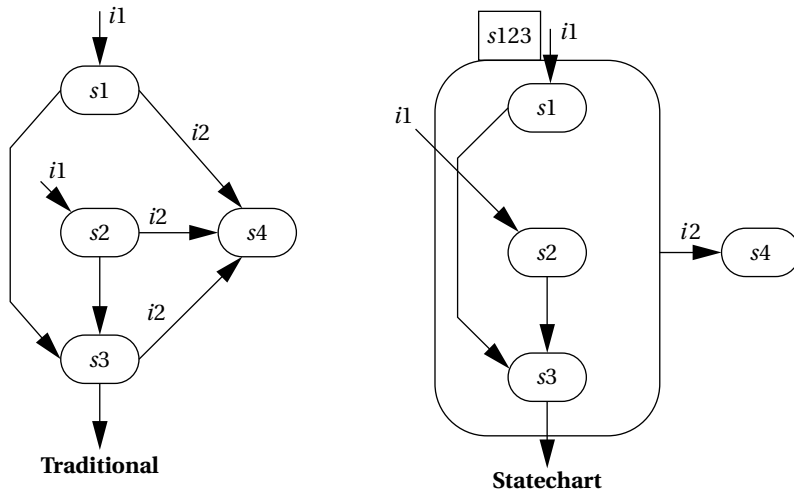 i1
s1
i2
i1
s2
i2
s4
i2
s3
Traditional
s123
i1
s1
i1
s2
i2
s4
s3
Statechart